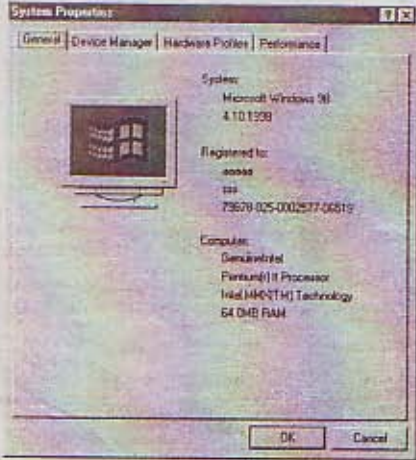 System Properties
General Device Manager Hardware Profiles Performance
System:
Microsoft Windows 98
4.10.1998
Registered to:
Computer:
GenuineIntel
Pentium(r) II Processor
Intel MMX(TM) Technology
64.0MB RAM
OK Cancel